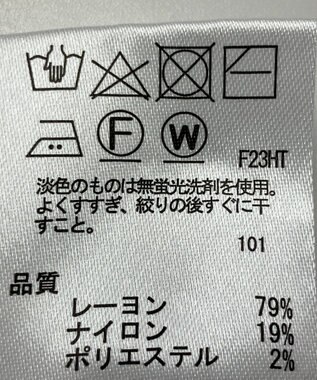 F W F23HT
淡色のものは無蛍光洗剤を使用。
よくすすぎ、絞りの後すぐに干
すこと。
101
品質
レーヨン 79%
ナイロン 19%
ポリエステル 2%